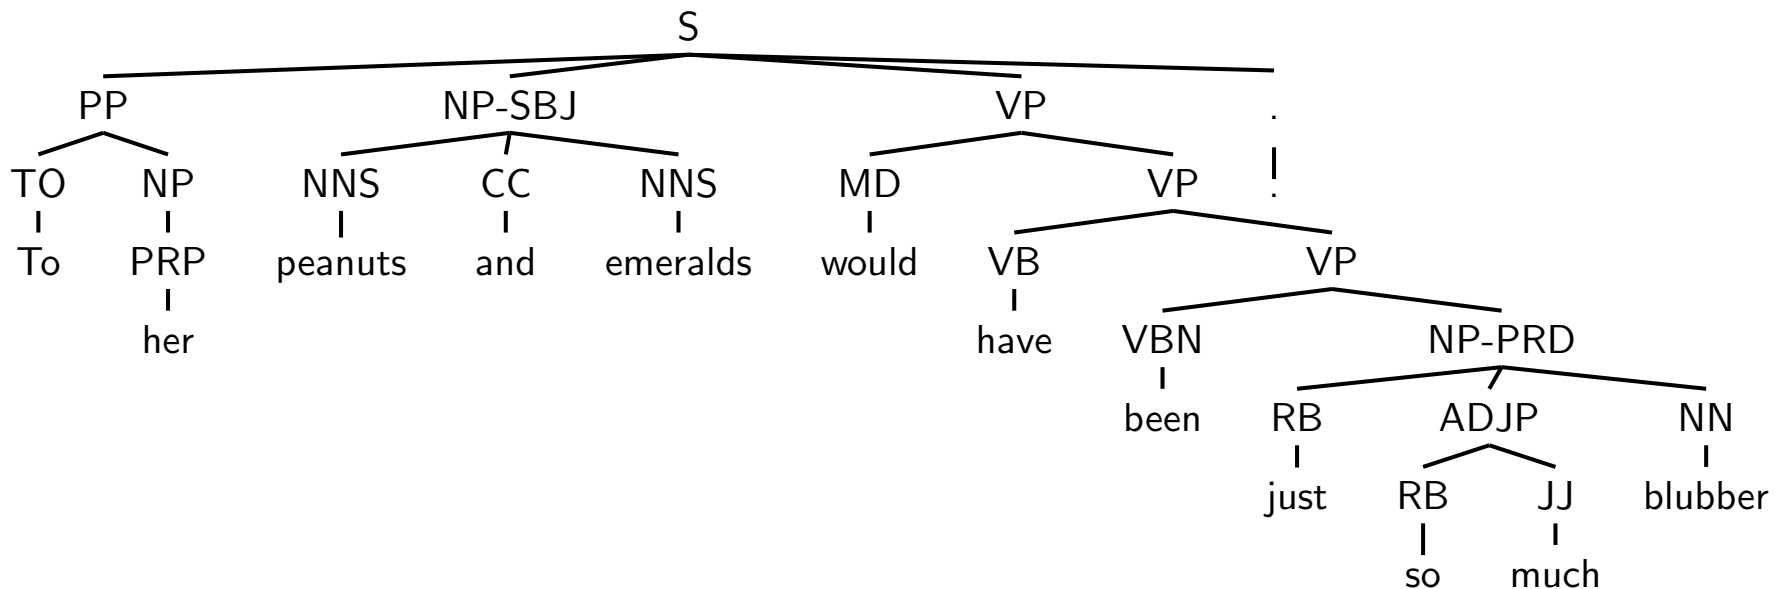 S
PP NP-SBJ VP .
TO NP NNS CC NNS MD VP .
To PRP peanuts and emeralds would VB VP
her have VBN NP-PRD
been RB ADJP NN
just RB JJ blubber
so much